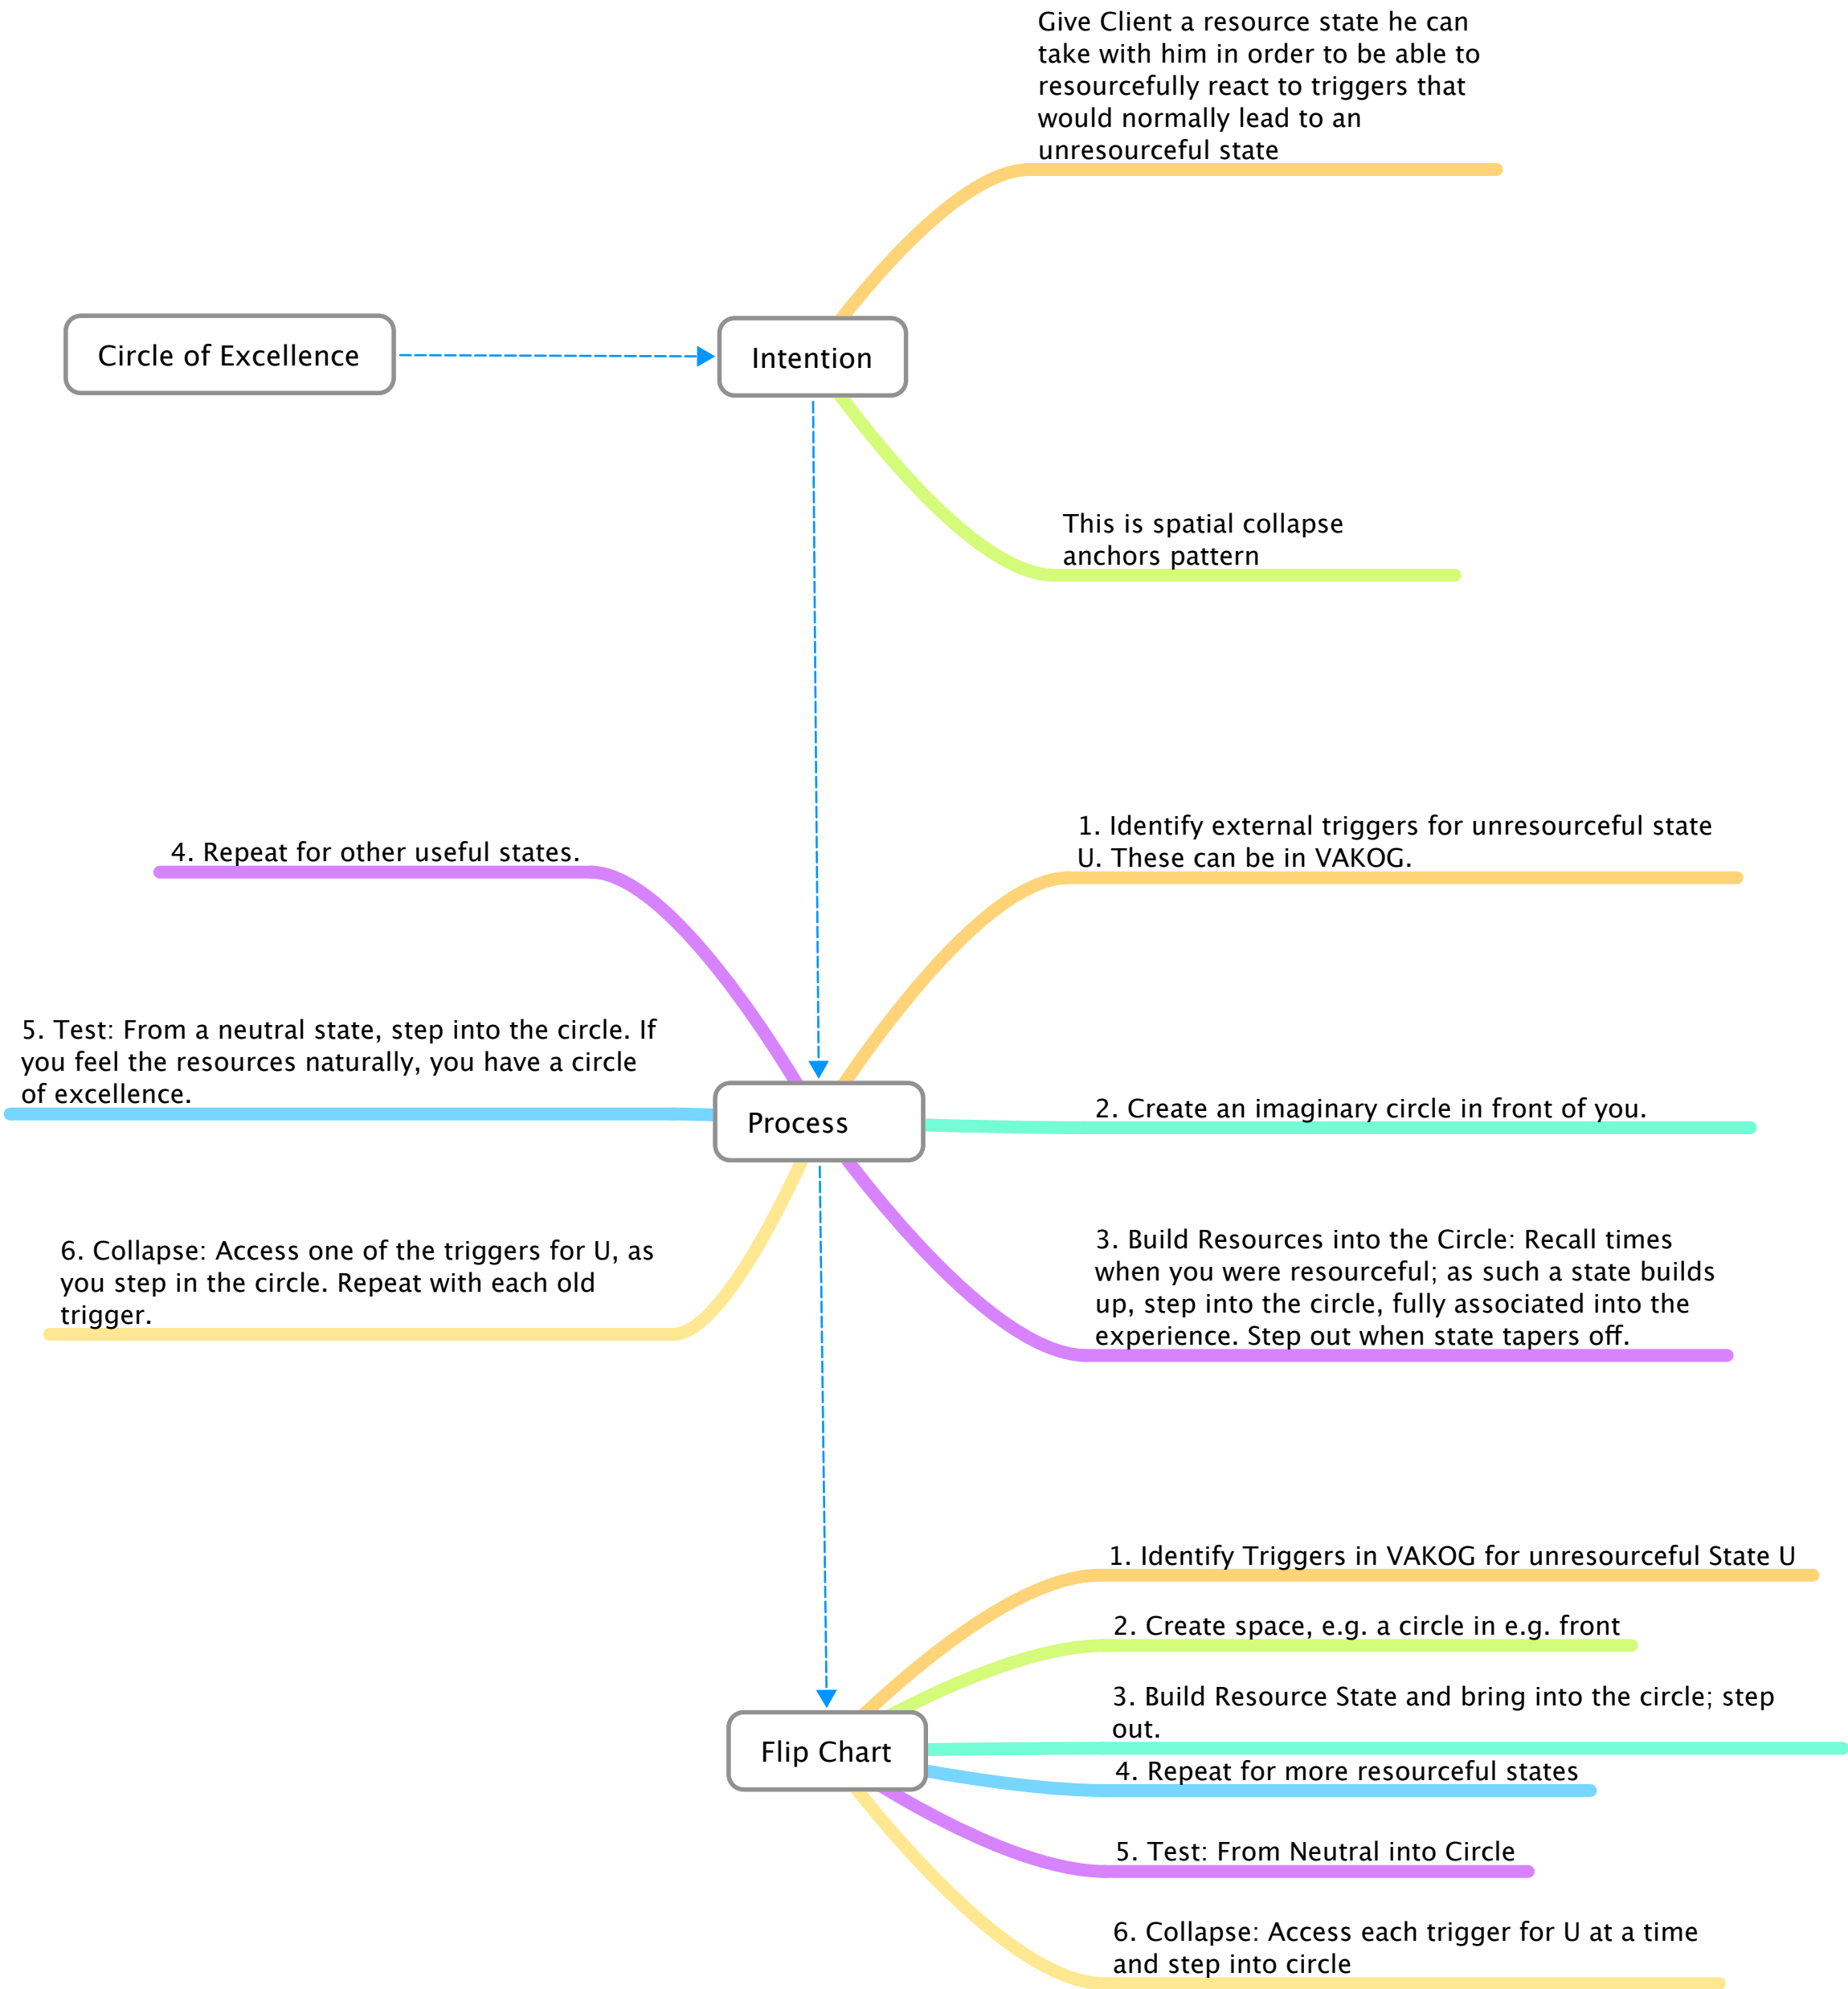 Give Client a resource state he can
take with him in order to be able to
resourcefully react to triggers that
would normally lead to an
unresourceful state
Circle of Excellence
Intention
This is spatial collapse
anchors pattern
1. Identify external triggers for unresourceful state
U. These can be in VAKOG.
2. Create an imaginary circle in front of you.
3. Build Resources into the Circle: Recall times
when you were resourceful; as such a state builds
up, step into the circle, fully associated into the
experience. Step out when state tapers off.
4. Repeat for other useful states.
5. Test: From a neutral state, step into the circle. If
you feel the resources naturally, you have a circle
of excellence.
Process
6. Collapse: Access one of the triggers for U, as
you step in the circle. Repeat with each old
trigger.
1. Identify Triggers in VAKOG for unresourceful State U
2. Create space, e.g. a circle in e.g. front
3. Build Resource State and bring into the circle; step
out.
Flip Chart
4. Repeat for more resourceful states
5. Test: From Neutral into Circle
6. Collapse: Access each trigger for U at a time
and step into circle